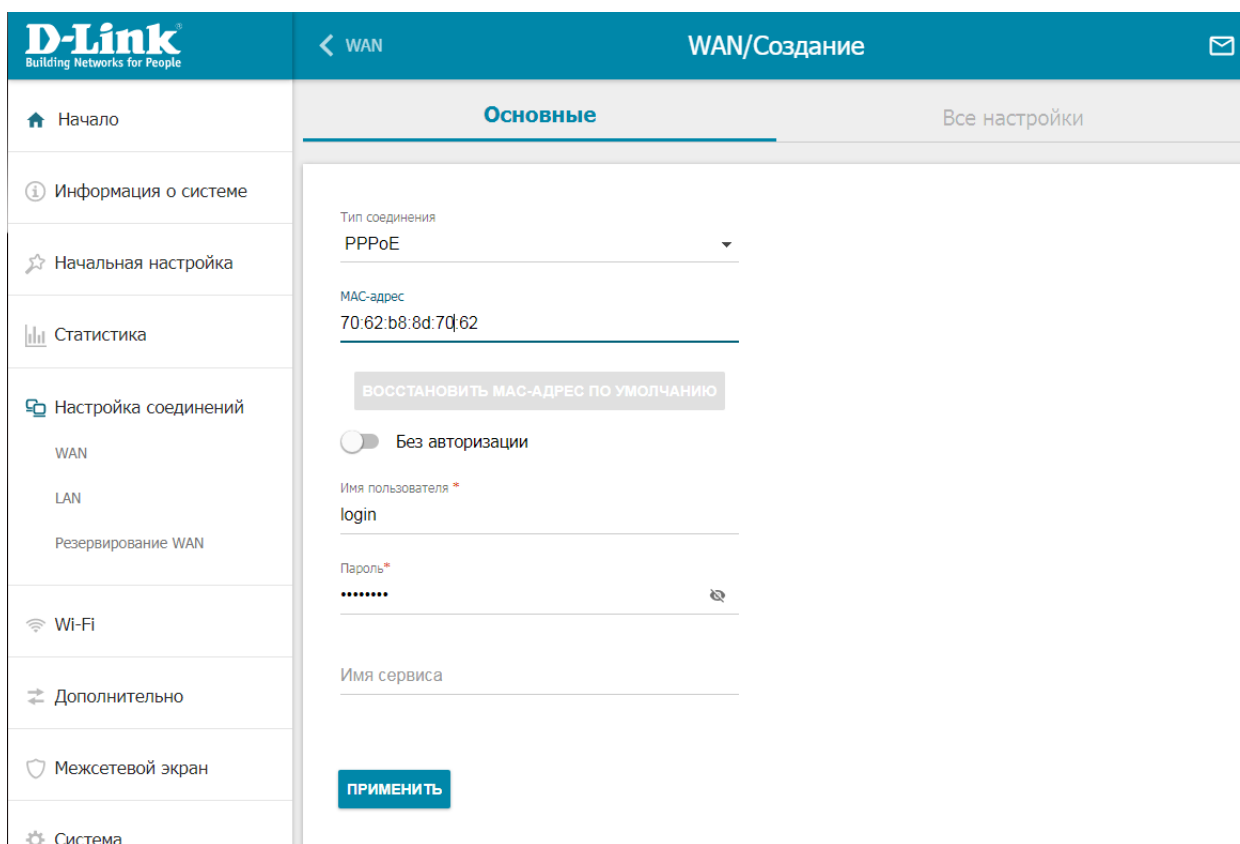 D-Link®
Building Networks for People
WAN
WAN/Создание
Начало
Информация о системе
Начальная настройка
Статистика
Настройка соединений
WAN
LAN
Резервирование WAN
Wi-Fi
Дополнительно
Межсетевой экран
Система
Основные
Все настройки
Тип соединения
PPPoE
MAC-адрес
70:62:b8:8d:70:62
ВОССТАНОВИТЬ MAC-АДРЕС ПО УМОЛЧАНИЮ
Без авторизации
Имя пользователя *
login
Пароль*
••••••••
Имя сервиса
ПРИМЕНИТЬ